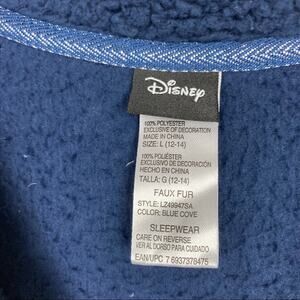 Disney
100% POLYESTER
EXCLUSIVE OF DECORATION
MADE IN CHINA
SIZE: L (12-14)
100% POLIÉSTER
EXCLUSIVO DE DECORACIÓN
HECHO EN CHINA
TALLA: G (12-14)
FAUX FUR
STYLE: LZ49947SA
COLOR: BLUE COVE
SLEEPWEAR
CARE ON REVERSE
VER AL DORSO PARA CUIDADO
EAN/UPC 7 6937378475